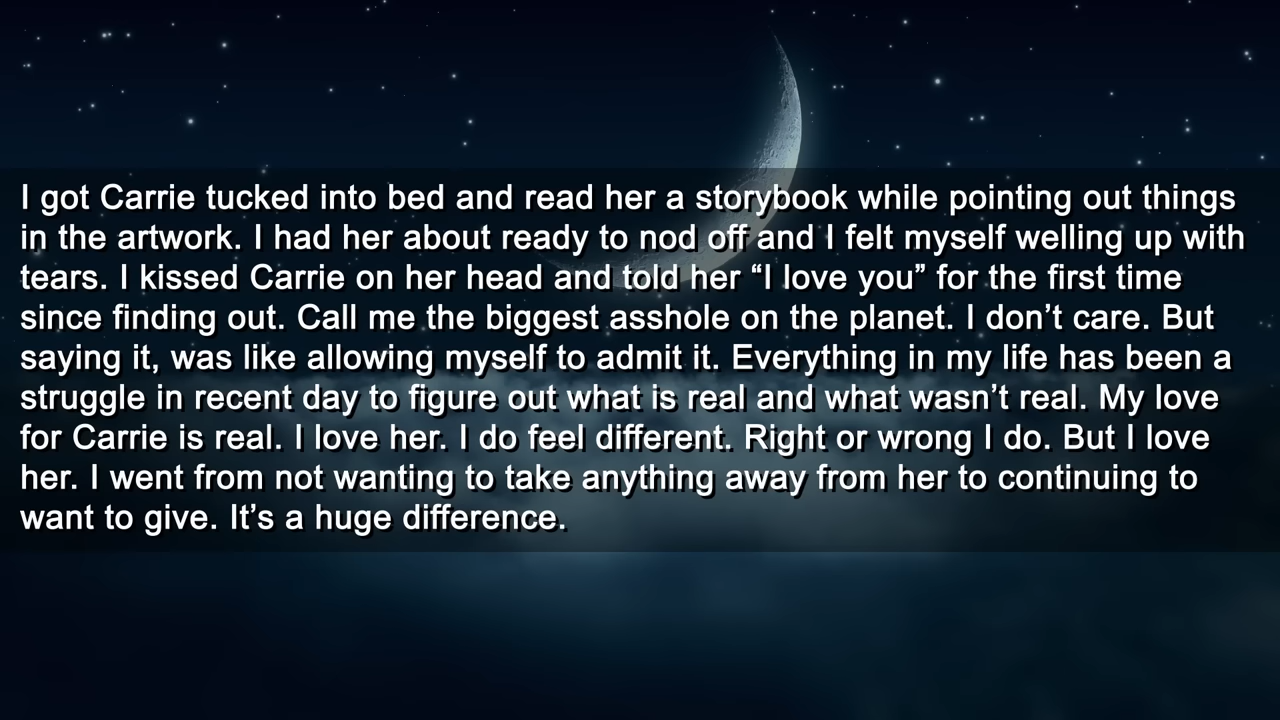 I got Carrie tucked into bed and read her a storybook while pointing out things
in the artwork. I had her about ready to nod off and I felt myself welling up with
tears. I kissed Carrie on her head and told her “I love you” for the first time
since finding out. Call me the biggest asshole on the planet. I don’t care. But
saying it, was like allowing myself to admit it. Everything in my life has been a
struggle in recent day to figure out what is real and what wasn’t real. My love
for Carrie is real. I love her. I do feel different. Right or wrong I do. But I love
her. I went from not wanting to take anything away from her to continuing to
want to give. It’s a huge difference.